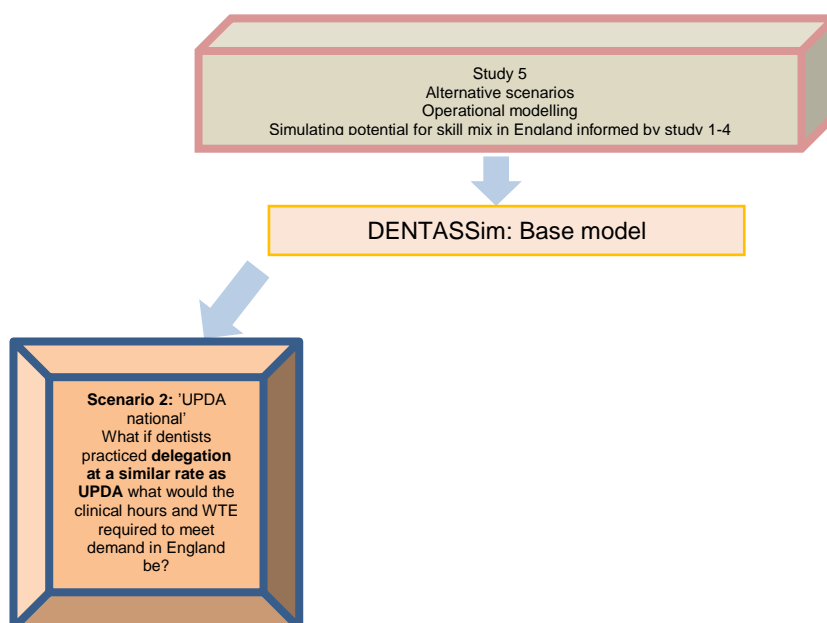 Study 5
Alternative scenarios
Operational modelling
Simulating potential for skill mix in England informed by study 1-4
DENTASSim: Base model
Scenario 2: 'UPDA
national'
What if dentists
practiced delegation
at a similar rate as
UPDA what would the
clinical hours and WTE
required to meet
demand in England
be?